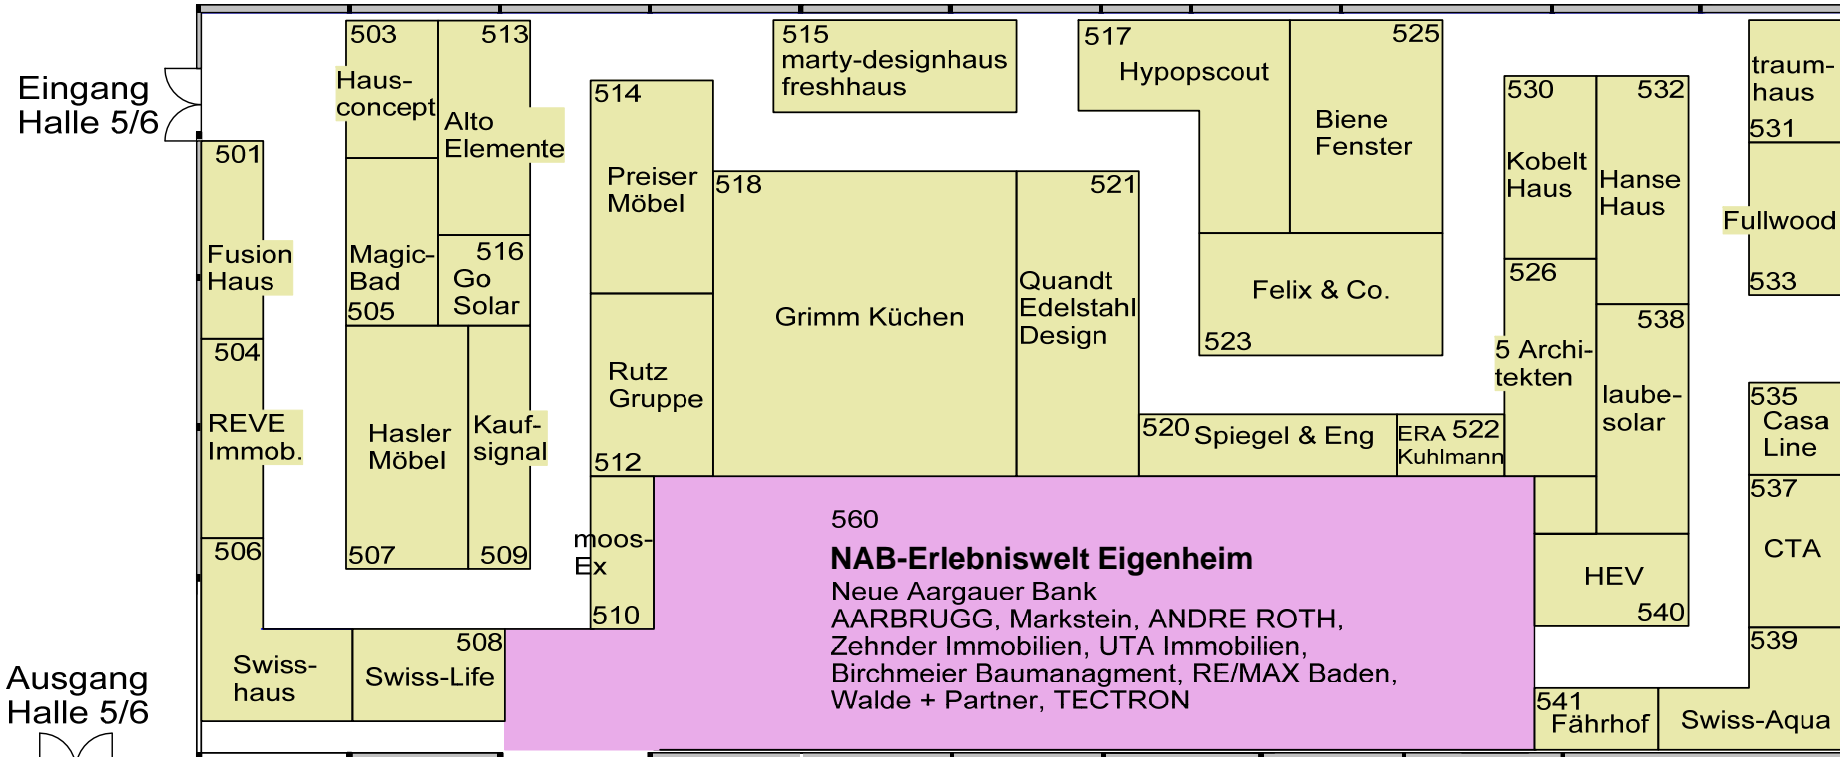 Eingang
Halle 5/6
501
Fusion
Haus
504
REVE
Immob.
506
Swiss-
haus
508
Swiss-Life
Ausgang
Halle 5/6
503
Haus-
concept
513
Alto
Elemente
Magic-
Bad
505
516
Go
Solar
Hasler
Möbel
507
Kauf-
signal
509
514
Preiser
Möbel
Rutz
Gruppe
512
moos-
Ex
510
515
marty-designhaus
freshhaus
518
Grimm Küchen
521
Quandt
Edelstahl
Design
517
Hypopscout
525
Biene
Fenster
Felix & Co.
523
520 Spiegel & Eng
ERA 522
Kuhlmann
530
Kobelt
Haus
532
Hanse
Haus
526
5 Archi-
tekten
538
laube-
solar
HEV
540
560
NAB-Erlebniswelt Eigenheim
Neue Aargauer Bank
AARBRUGG, Markstein, ANDRE ROTH,
Zehnder Immobilien, UTA Immobilien,
Birchmeier Baumanagment, RE/MAX Baden,
Walde + Partner, TECTRON
traum-
haus
531
Fullwood
533
535
Casa
Line
537
CTA
539
Swiss-Aqua
541
Fährhof